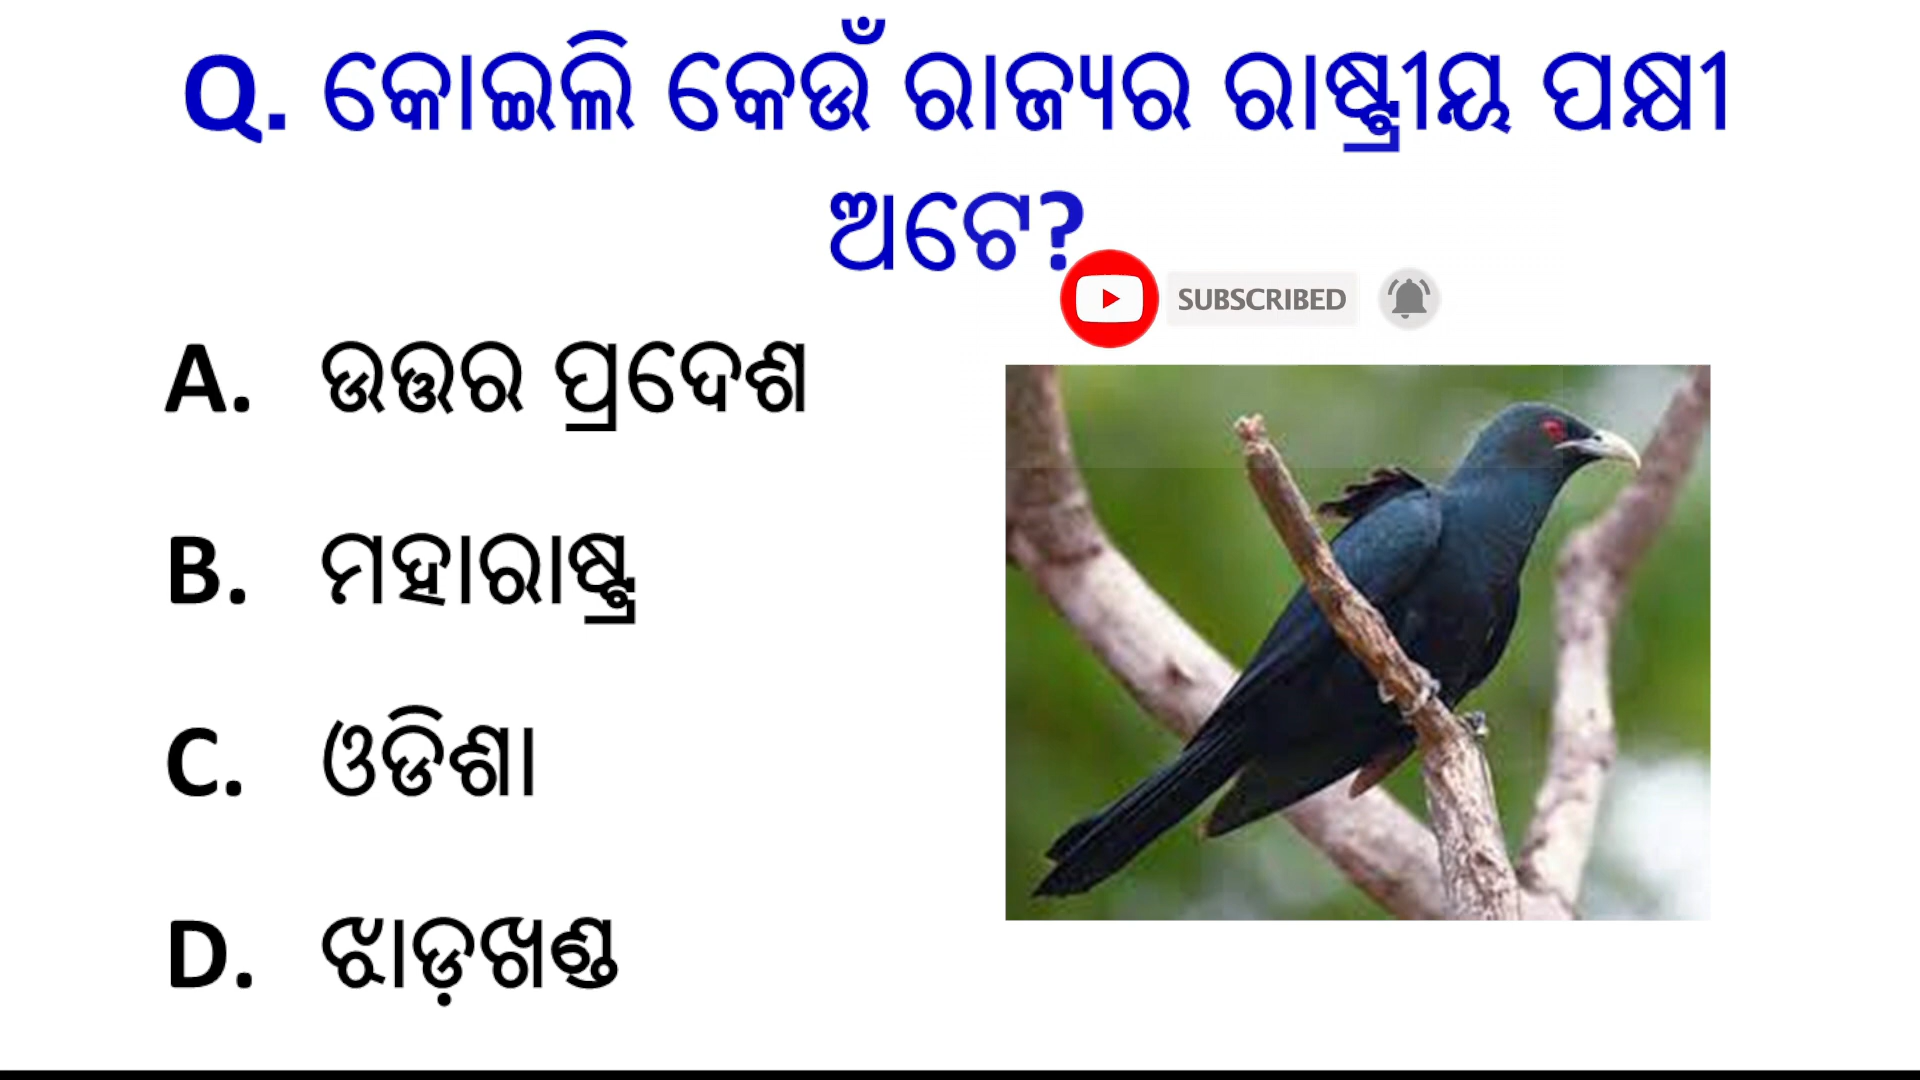 Q. କୋଇଲି କେଉଁ ରାଜ୍ୟର ରାଷ୍ଟ୍ରୀୟ ପକ୍ଷୀ
ଅଟେ?
SUBSCRIBED
A. ଉତ୍ତର ପ୍ରଦେଶ
B. ମହାରାଷ୍ଟ୍ର
C. ଓଡିଶା
D. ଝାଡ଼ଖଣ୍ଡ